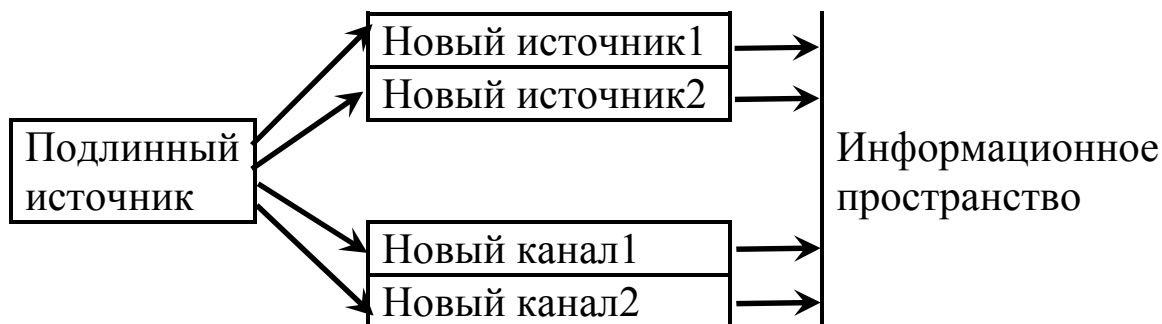 Новый источник1
Новый источник2
Подлинный
источник
Информационное
пространство
Новый канал1
Новый канал2